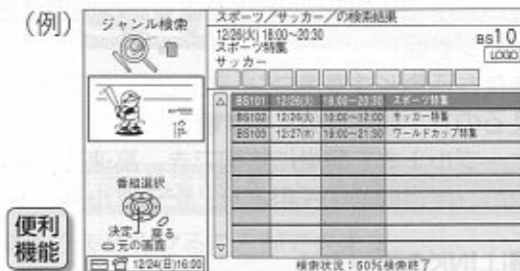 (例)
ジャンル検索
スポーツ/サッカー/の検索結果
12/26(火) 18:00~20:30
スポーツ特集
サッカー
BS10
LOGO
BS101 12/26(火) 18:00~20:30 スポーツ特集
BS102 12/26(火) 10:00~12:00 サッカー特集
BS103 12/27(水) 19:00~21:30 ワールドカップ特集
番組選択
決定
戻る
元の画面
12/24(日)16:00
検索状況:50%検索終了
便利
機能